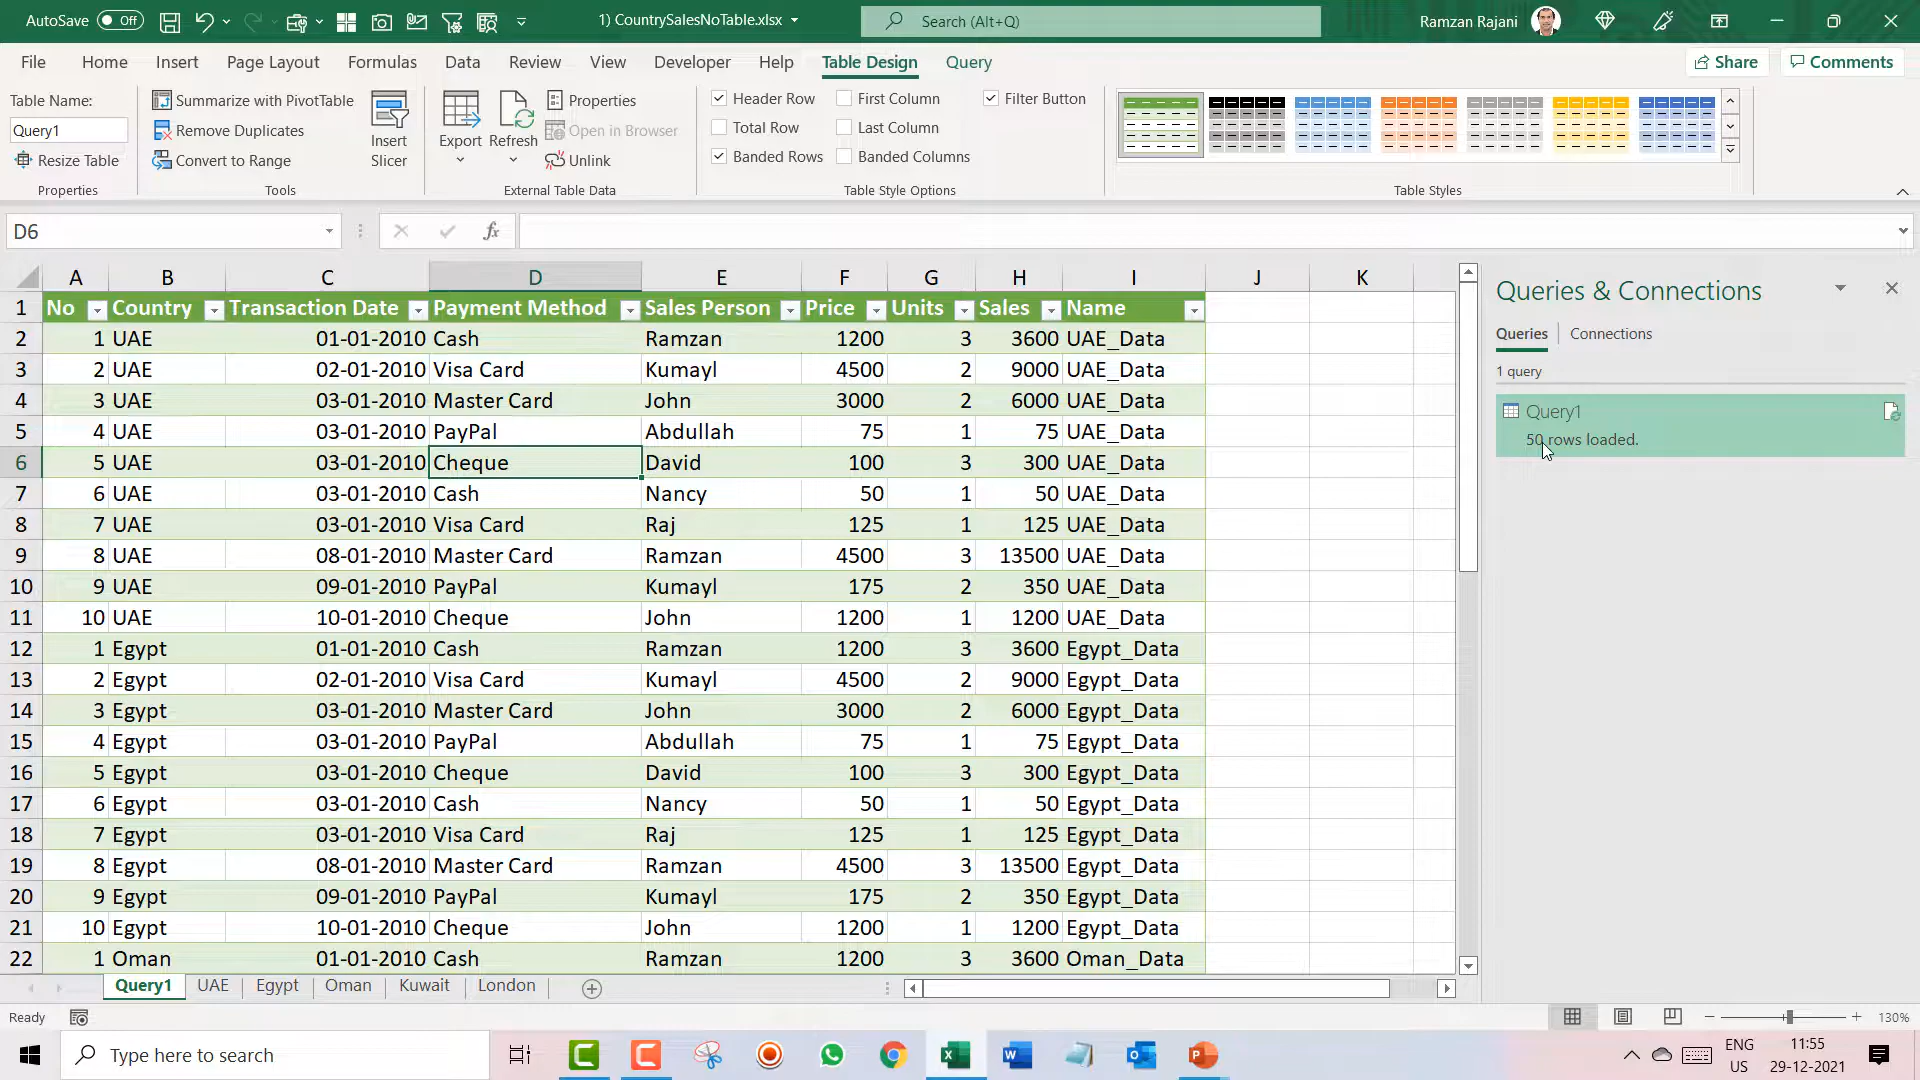 AutoSave Off 1) CountrySalesNoTable.xlsx Search (Alt+Q) Ramzan Rajani
File Home Insert Page Layout Formulas Data Review View Developer Help Table Design Query Share Comments
Table Name: Summarize with PivotTable Properties Header Row First Column Filter Button
Query1 Remove Duplicates Insert Slicer Export Refresh Open in Browser Total Row Last Column
Resize Table Convert to Range Unlink Banded Rows Banded Columns
Properties Tools External Table Data Table Style Options Table Styles
D6 fx
A B C D E F G H I J K
1 No Country Transaction Date Payment Method Sales Person Price Units Sales Name
2 1 UAE 01-01-2010 Cash Ramzan 1200 3 3600 UAE_Data
3 2 UAE 02-01-2010 Visa Card Kumayl 4500 2 9000 UAE_Data
4 3 UAE 03-01-2010 Master Card John 3000 2 6000 UAE_Data
5 4 UAE 03-01-2010 PayPal Abdullah 75 1 75 UAE_Data
6 5 UAE 03-01-2010 Cheque David 100 3 300 UAE_Data
7 6 UAE 03-01-2010 Cash Nancy 50 1 50 UAE_Data
8 7 UAE 03-01-2010 Visa Card Raj 125 1 125 UAE_Data
9 8 UAE 08-01-2010 Master Card Ramzan 4500 3 13500 UAE_Data
10 9 UAE 09-01-2010 PayPal Kumayl 175 2 350 UAE_Data
11 10 UAE 10-01-2010 Cheque John 1200 1 1200 UAE_Data
12 1 Egypt 01-01-2010 Cash Ramzan 1200 3 3600 Egypt_Data
13 2 Egypt 02-01-2010 Visa Card Kumayl 4500 2 9000 Egypt_Data
14 3 Egypt 03-01-2010 Master Card John 3000 2 6000 Egypt_Data
15 4 Egypt 03-01-2010 PayPal Abdullah 75 1 75 Egypt_Data
16 5 Egypt 03-01-2010 Cheque David 100 3 300 Egypt_Data
17 6 Egypt 03-01-2010 Cash Nancy 50 1 50 Egypt_Data
18 7 Egypt 03-01-2010 Visa Card Raj 125 1 125 Egypt_Data
19 8 Egypt 08-01-2010 Master Card Ramzan 4500 3 13500 Egypt_Data
20 9 Egypt 09-01-2010 PayPal Kumayl 175 2 350 Egypt_Data
21 10 Egypt 10-01-2010 Cheque John 1200 1 1200 Egypt_Data
22 1 Oman 01-01-2010 Cash Ramzan 1200 3 3600 Oman_Data
Queries & Connections
Queries Connections
1 query
Query1
50 rows loaded.
Query1 UAE Egypt Oman Kuwait London
Ready 130%
Type here to search ENG 11:55
US 29-12-2021